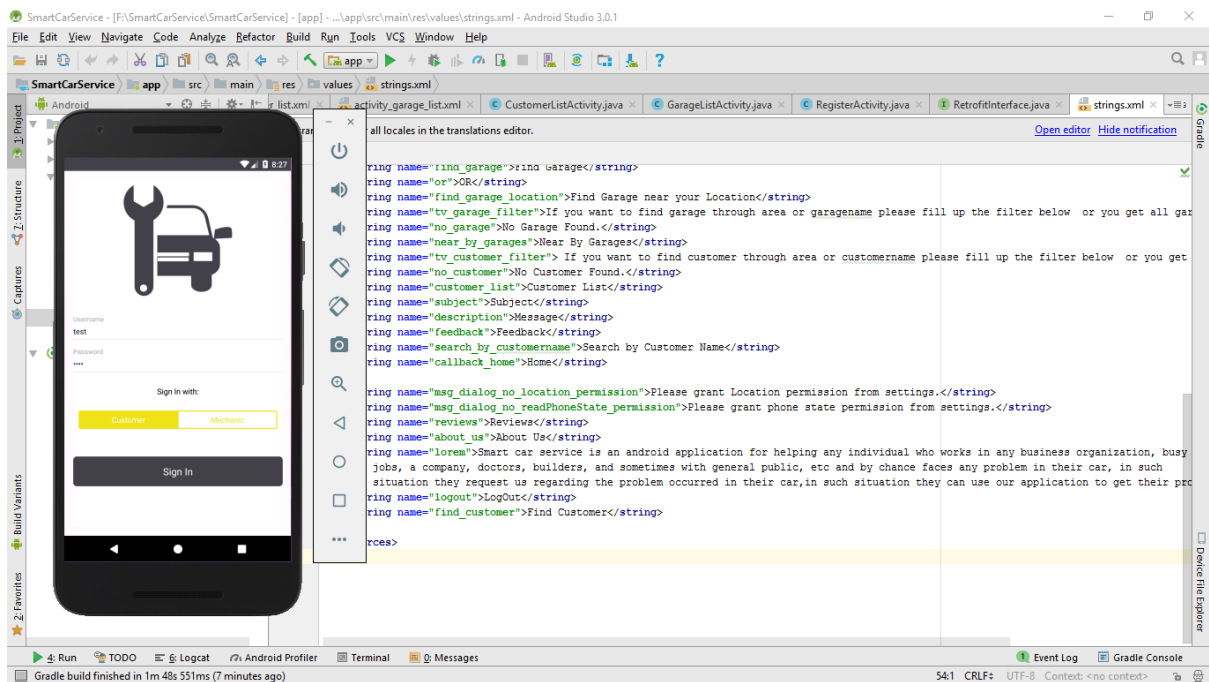 SmartCarService - [F:\SmartCarService\SmartCarService] - [app] - ...\app\src\main\res\values\strings.xml - Android Studio 3.0.1
File Edit View Navigate Code Analyze Refactor Build Run Tools VCS Window Help
app
SmartCarService app src main res values strings.xml
Android
r list.xml activity_garage_list.xml CustomerListActivity.java GarageListActivity.java RegisterActivity.java RetrofitInterface.java strings.xml
all locales in the translations editor. Open editor Hide notification
1: Project
7: Structure
Captures
Build Variants
2: Favorites
Gradle
Device File Explorer
8:27
Username
test
Password
••••
Sign In with:
Customer Mechanic
Sign In
ring name="find_garage">Find Garage</string>
ring name="or">OR</string>
ring name="find_garage_location">Find Garage near your Location</string>
ring name="tv_garage_filter">If you want to find garage through area or garagename please fill up the filter below or you get all gar
ring name="no_garage">No Garage Found.</string>
ring name="near_by_garages">Near By Garages</string>
ring name="tv_customer_filter"> If you want to find customer through area or customername please fill up the filter below or you get
ring name="no_customer">No Customer Found.</string>
ring name="customer_list">Customer List</string>
ring name="subject">Subject</string>
ring name="description">Message</string>
ring name="feedback">Feedback</string>
ring name="search_by_customername">Search by Customer Name</string>
ring name="callback_home">Home</string>
ring name="msg_dialog_no_location_permission">Please grant Location permission from settings.</string>
ring name="msg_dialog_no_readPhoneState_permission">Please grant phone state permission from settings.</string>
ring name="reviews">Reviews</string>
ring name="about_us">About Us</string>
ring name="lorem">Smart car service is an android application for helping any individual who works in any business organization, busy
jobs, a company, doctors, builders, and sometimes with general public, etc and by chance faces any problem in their car, in such
situation they request us regarding the problem occurred in their car,in such situation they can use our application to get their pro
ring name="logout">LogOut</string>
ring name="find_customer">Find Customer</string>
rces>
4: Run TODO 6: Logcat Android Profiler Terminal 0: Messages 1 Event Log Gradle Console
Gradle build finished in 1m 48s 551ms (7 minutes ago) 54:1 CRLF÷ UTF-8 Context: <no context>